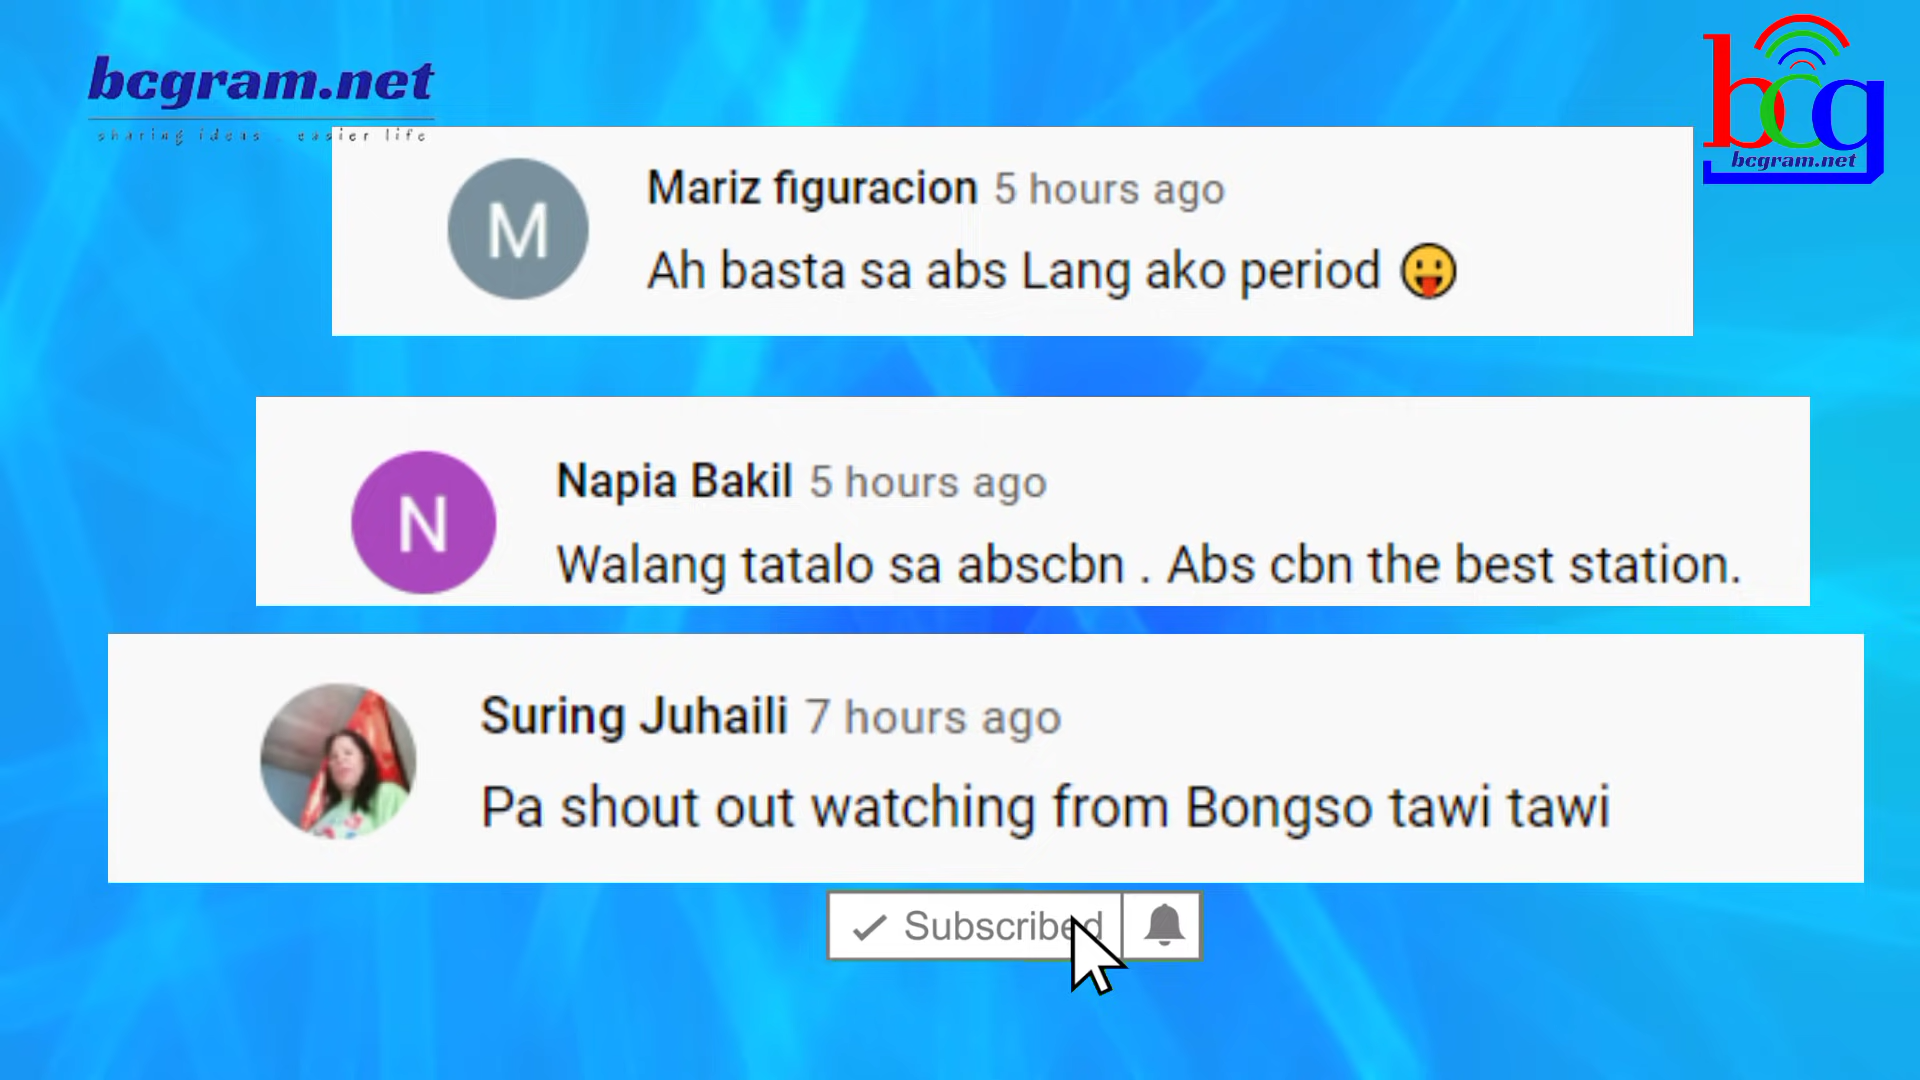 bcgram.net
sharing ideas . easier life
bcg
bcgram.net
M
Mariz figuracion 5 hours ago
Ah basta sa abs Lang ako period 😛
N
Napia Bakil 5 hours ago
Walang tatalo sa abscbn . Abs cbn the best station.
Suring Juhaili 7 hours ago
Pa shout out watching from Bongso tawi tawi
Subscribed